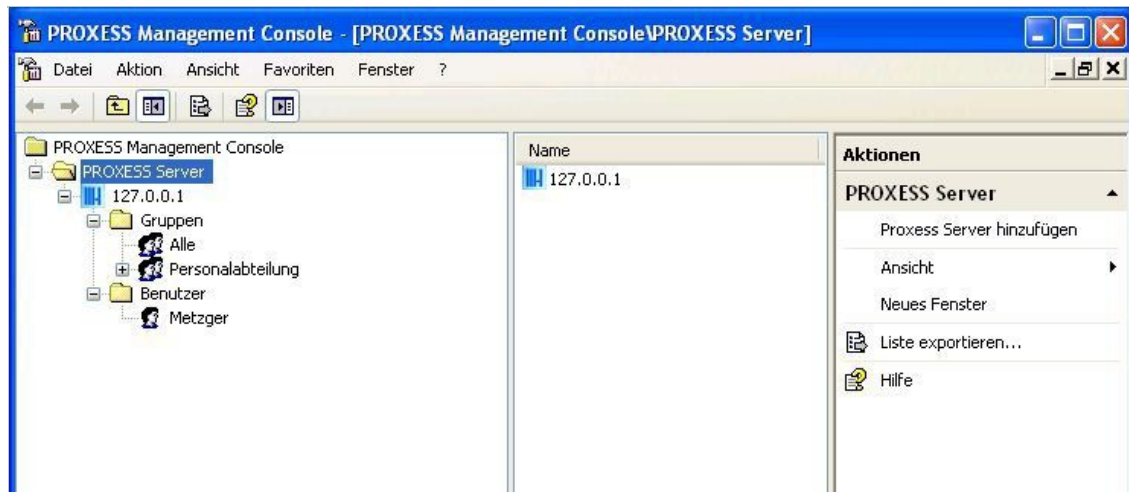 PROXESS Management Console - [PROXESS Management Console\PROXESS Server]
Datei Aktion Ansicht Favoriten Fenster ?
PROXESS Management Console
PROXESS Server
127.0.0.1
Gruppen
Alle
Personalabteilung
Benutzer
Metzger
Name
127.0.0.1
Aktionen
PROXESS Server
Proxess Server hinzufügen
Ansicht
Neues Fenster
Liste exportieren...
Hilfe